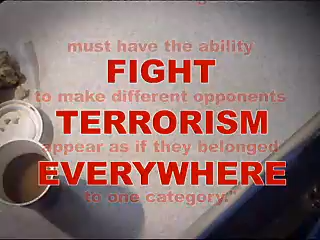 must have the ability
FIGHT
to make different opponents
TERRORISM
appear as if they belonged
EVERYWHERE
to one category.